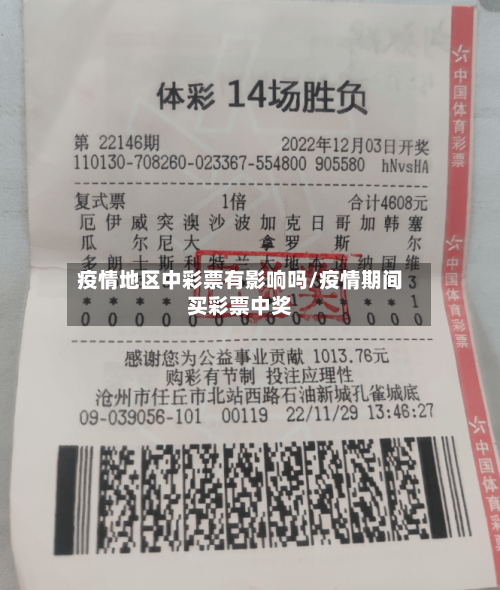 体彩 14场胜负
第 22146期 2022年12月03日开奖
110130-708260-023367-554800 905580 hNvsHA
复式票 1倍 合计4608元
厄伊威突澳沙波加克日哥加韩塞
瓜 尔尼大 拿罗 斯 尔
疫情地区中彩票有影响吗/疫情期间
买彩票中奖
感谢您为公益事业贡献 1013.76元
购彩有节制 投注应理性
沧州市任丘市北站西路石油新城孔雀城底
09-039056-101 00119 22/11/29 13:46:27
中国体育彩票
中国体育彩票
中国体育彩票